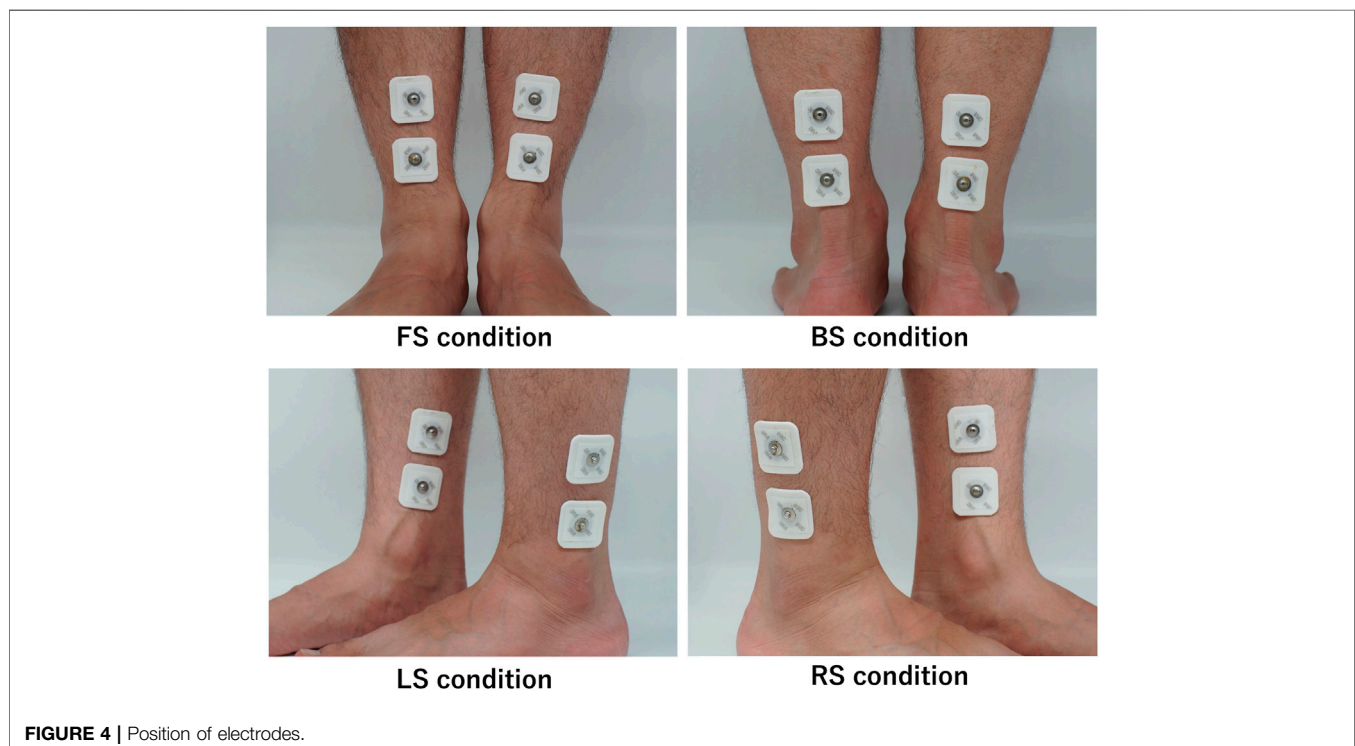 FS condition
BS condition
LS condition
RS condition
FIGURE 4 | Position of electrodes.